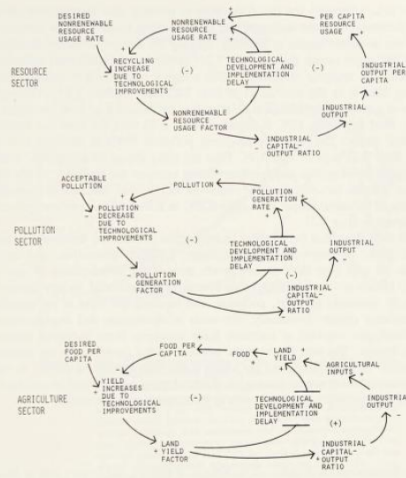 DESIRED
NONRENEWABLE
RESOURCE
USAGE RATE
NONRENEWABLE
RESOURCE
USAGE RATE
PER CAPITA
RESOURCE
USAGE
RESOURCE
SECTOR
RECYCLING
INCREASE
DUE TO
TECHNOLOGICAL
IMPROVEMENTS
(-)
TECHNOLOGICAL
DEVELOPMENT AND
IMPLEMENTATION
DELAY
(-)
INDUSTRIAL
OUTPUT PER
CAPITA
NONRENEWABLE
RESOURCE
USAGE FACTOR
INDUSTRIAL
OUTPUT
INDUSTRIAL
CAPITAL-
OUTPUT RATIO
ACCEPTABLE
POLLUTION
POLLUTION
POLLUTION
GENERATION
RATE
POLLUTION
SECTOR
POLLUTION
DECREASE
DUE TO
TECHNOLOGICAL
IMPROVEMENTS
(-)
TECHNOLOGICAL
DEVELOPMENT AND
IMPLEMENTATION
DELAY
(-)
INDUSTRIAL
OUTPUT
POLLUTION
GENERATION
FACTOR
INDUSTRIAL
CAPITAL-
OUTPUT
RATIO
DESIRED
FOOD PER
CAPITA
FOOD PER
CAPITA
FOOD
LAND
YIELD
AGRICULTURAL
INPUTS
AGRICULTURE
SECTOR
YIELD
INCREASES
DUE TO
TECHNOLOGICAL
IMPROVEMENTS
(-)
TECHNOLOGICAL
DEVELOPMENT AND
IMPLEMENTATION
DELAY
(+)
INDUSTRIAL
OUTPUT
LAND
YIELD
FACTOR
INDUSTRIAL
CAPITAL-
OUTPUT
RATIO